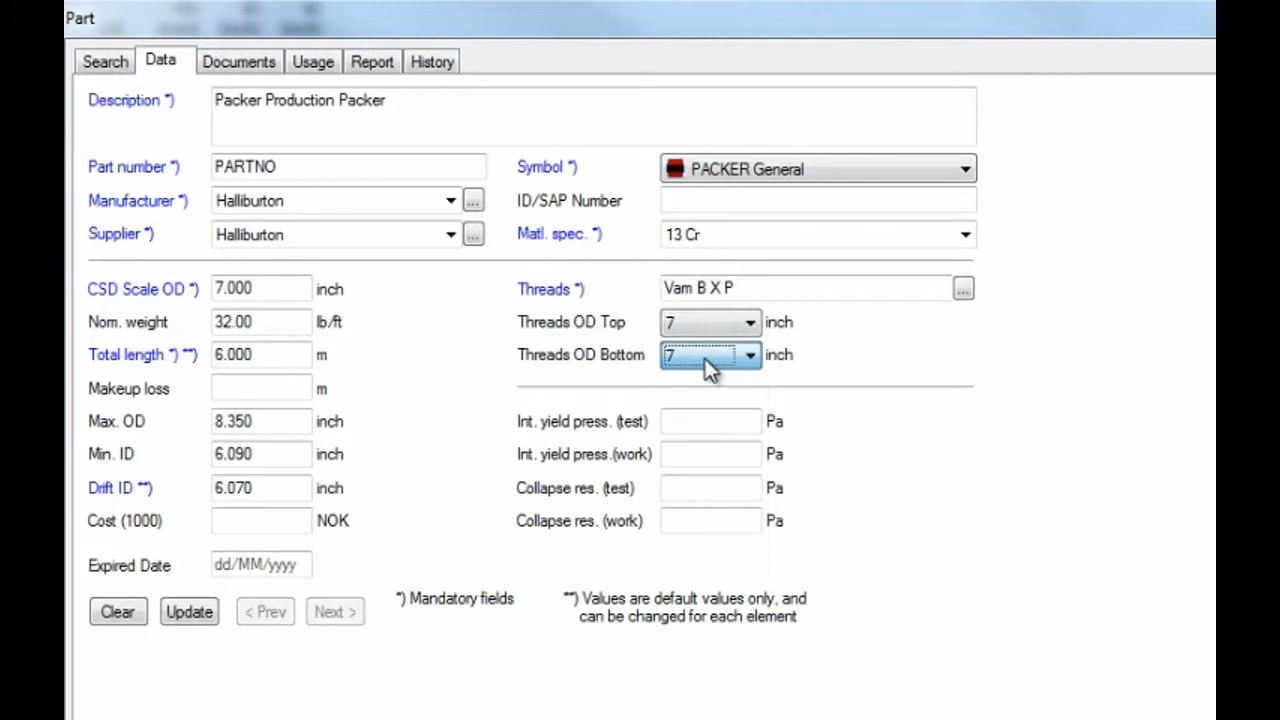 Part
Search Data Documents Usage Report History
Description *) Packer Production Packer
Part number *) PARTNO Symbol *) PACKER General
Manufacturer *) Halliburton ... ID/SAP Number
Supplier *) Halliburton ... Matl. spec. *) 13 Cr
CSD Scale OD *) 7.000 inch Threads *) Vam B X P ...
Nom. weight 32.00 lb/ft Threads OD Top 7 inch
Total length *) **) 6.000 m Threads OD Bottom 7 inch
Makeup loss m
Max. OD 8.350 inch Int. yield press. (test) Pa
Min. ID 6.090 inch Int. yield press.(work) Pa
Drift ID **) 6.070 inch Collapse res. (test) Pa
Cost (1000) NOK Collapse res. (work) Pa
Expired Date dd/MM/yyyy
*) Mandatory fields **) Values are default values only, and
can be changed for each element
Clear Update < Prev Next >